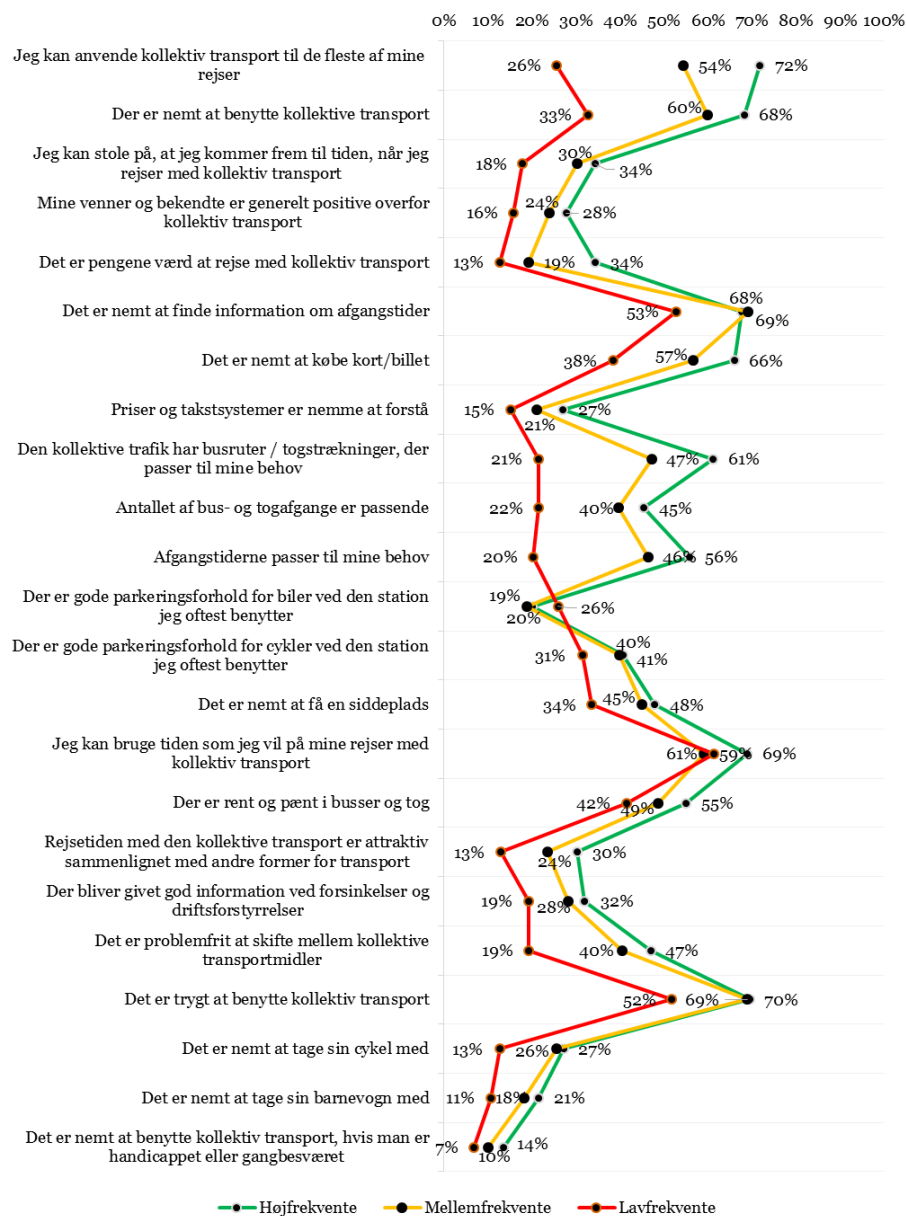 0% 10% 20% 30% 40% 50% 60% 70% 80% 90% 100%
Jeg kan anvende kollektiv transport til de fleste af mine
rejser
26% 54% 72%
Der er nemt at benytte kollektive transport
33% 60% 68%
Jeg kan stole på, at jeg kommer frem til tiden, når jeg
rejser med kollektiv transport
18% 30% 34%
Mine venner og bekendte er generelt positive overfor
kollektiv transport
16% 24% 28%
Det er pengene værd at rejse med kollektiv transport
13% 19% 34%
Det er nemt at finde information om afgangstider
53% 68% 69%
Det er nemt at købe kort/billet
38% 57% 66%
Priser og takstsystemer er nemme at forstå
15% 21% 27%
Den kollektive trafik har busruter / togstrækninger, der
passer til mine behov
21% 47% 61%
Antallet af bus- og togafgange er passende
22% 40% 45%
Afgangstiderne passer til mine behov
20% 46% 56%
Der er gode parkeringsforhold for biler ved den station
jeg oftest benytter
19% 20% 26%
Der er gode parkeringsforhold for cykler ved den station
jeg oftest benytter
31% 40% 41%
Det er nemt at få en siddeplads
34% 45% 48%
Jeg kan bruge tiden som jeg vil på mine rejser med
kollektiv transport
61% 59% 69%
Der er rent og pænt i busser og tog
42% 49% 55%
Rejsetiden med den kollektive transport er attraktiv
sammenlignet med andre former for transport
13% 24% 30%
Der bliver givet god information ved forsinkelser og
driftsforstyrrelser
19% 28% 32%
Det er problemfrit at skifte mellem kollektive
transportmidler
19% 40% 47%
Det er trygt at benytte kollektiv transport
52% 69% 70%
Det er nemt at tage sin cykel med
13% 26% 27%
Det er nemt at tage sin barnevogn med
11% 18% 21%
Det er nemt at benytte kollektiv transport, hvis man er
handicappet eller gangbesværet
7% 10% 14%
Højfrekvente Mellemfrekvente Lavfrekvente